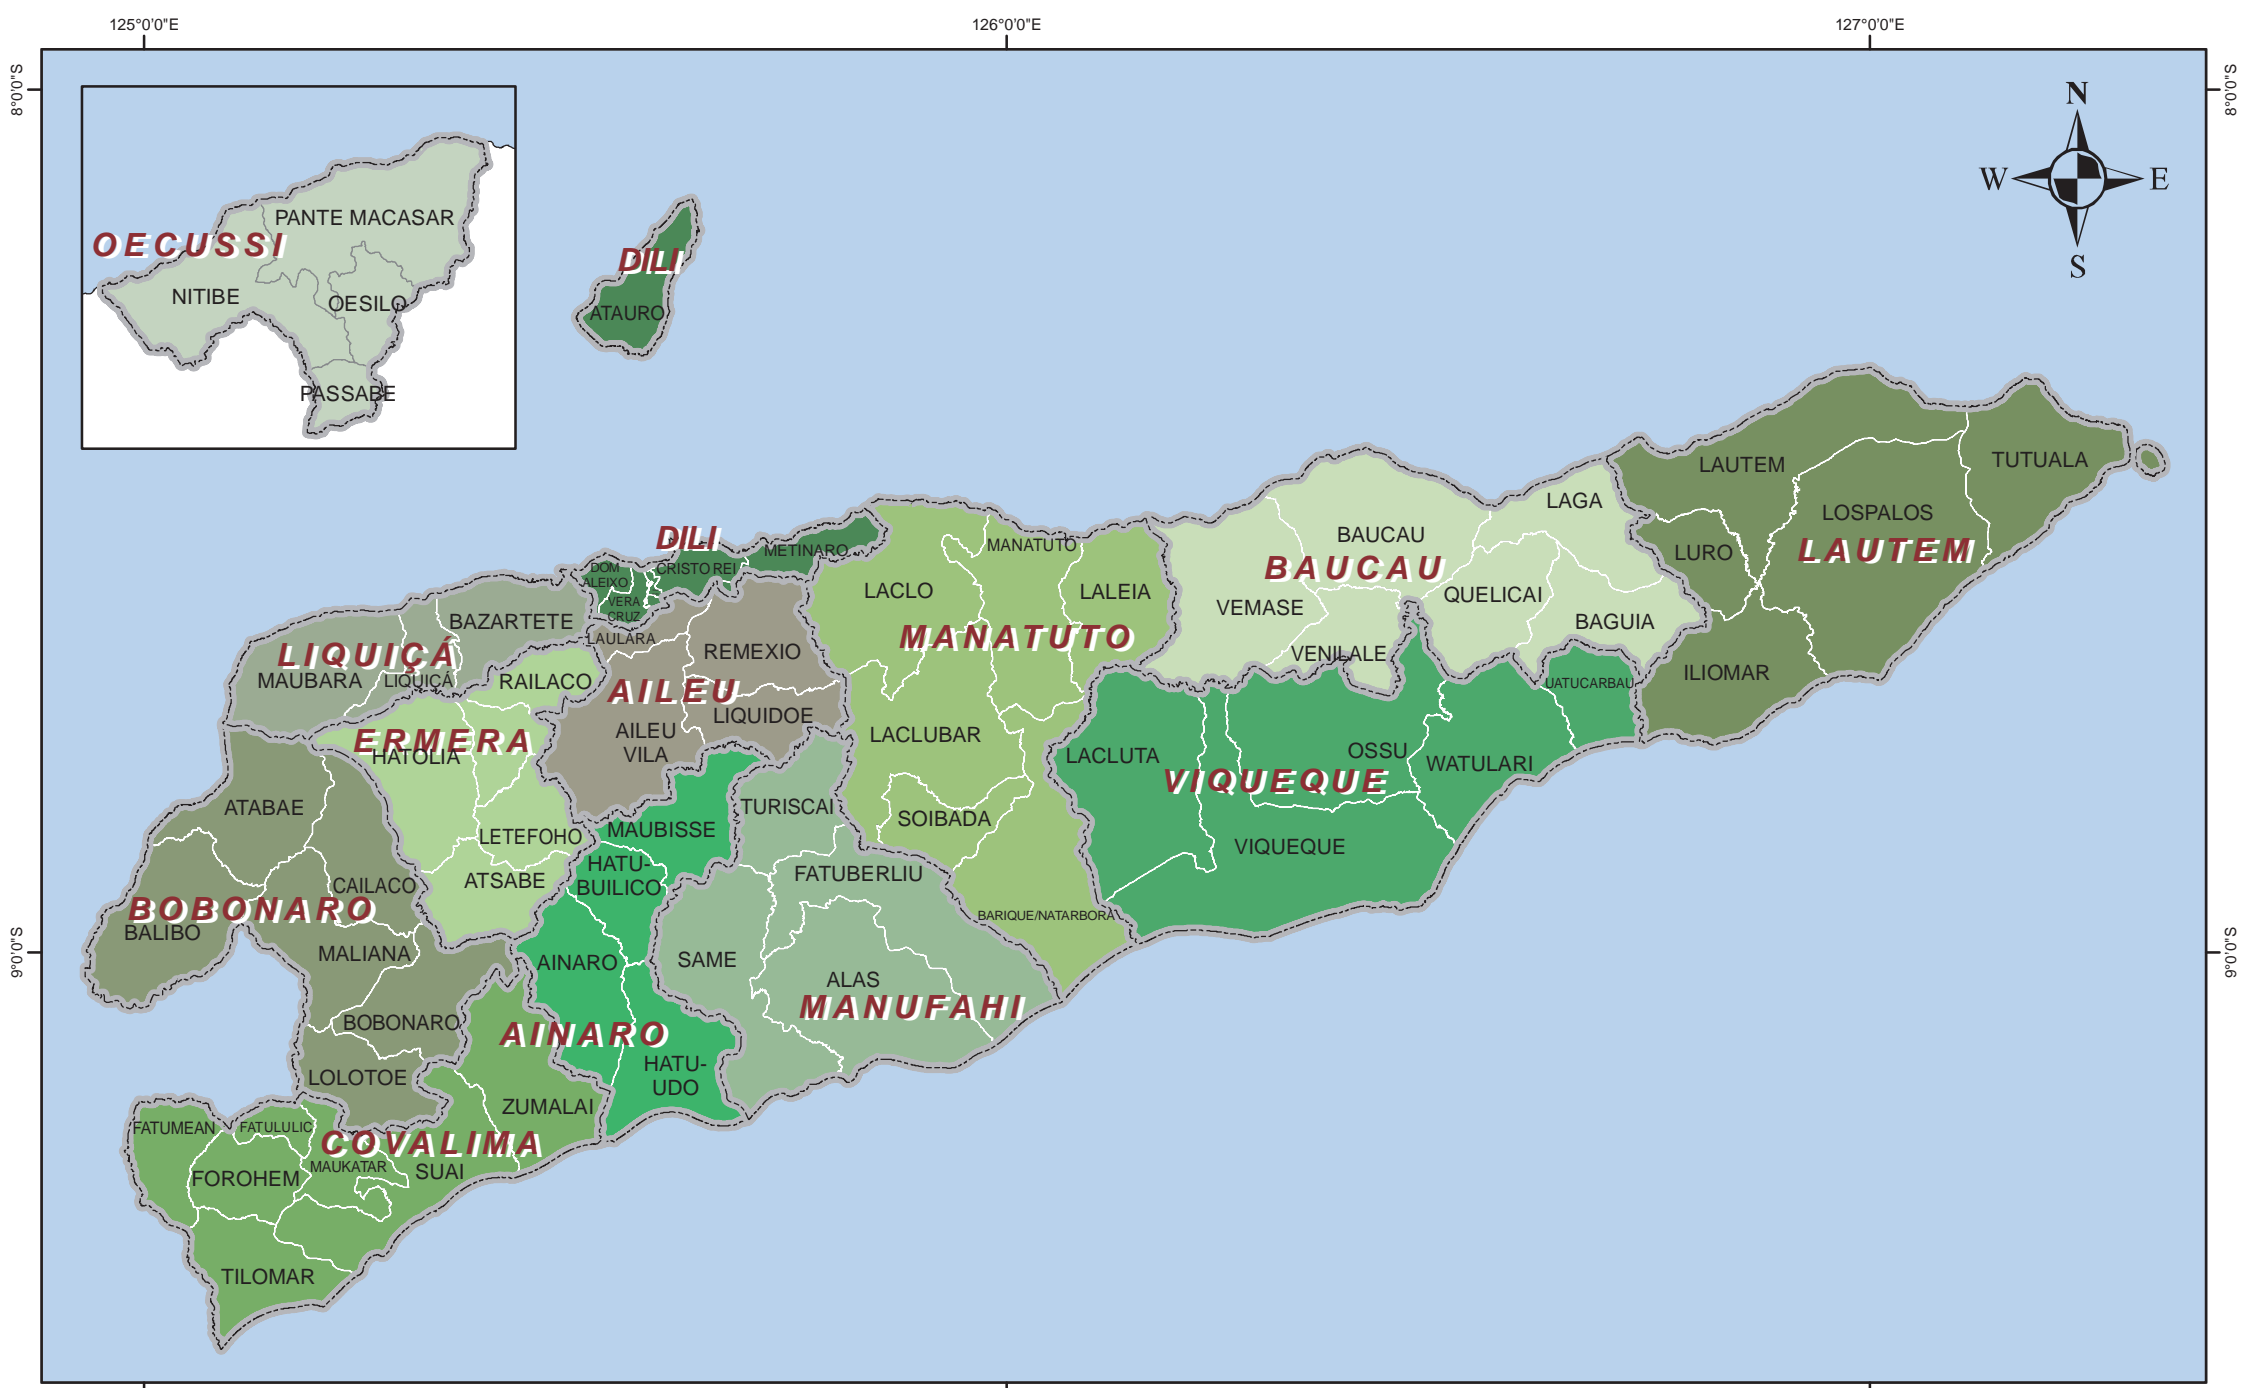 125°0'0"E
126°0'0"E
127°0'0"E
8°0'0"S
8°0'0"S
N
W
E
S
PANTE MACASAR
OECUSSI
NITIBE
OESILO
PASSABE
DILI
ATAURO
LAUTEM
TUTUALA
LAGA
LOSPALOS
BAUCAU
LAUTEM
LURO
BAUCAU
QUELICAI
VEMASE
BAGUIA
VENILALE
ILIOMAR
DILI
METINARO
CRISTO REI
DOM
ALEIXO
VERA
CRUZ
MANATUTO
LACLO
LALEIA
MANATUTO
LACLUBAR
SOIBADA
BARIQUE/NATARBORA
BAZARTETE
LIQUIÇÁ
MAUBARA
LIQUIÇÁ
LAULARA
REMEXIO
AILEU
LIQUIDOE
AILEU
VILA
RAILACO
ERMERA
HATOLIA
LETEFOHO
ATSABE
UATUCARBAU
LACLUTA
OSSU
WATULARI
VIQUEQUE
VIQUEQUE
ATABAE
CAILACO
BOBONARO
BALIBO
MALIANA
BOBONARO
LOLOTOE
MAUBISSE
HATU-
BUILICO
AINARO
AINARO
HATU-
UDO
TURISCAI
FATUBERLIU
SAME
ALAS
MANUFAHI
ZUMALAI
FATUMEAN
FATULULIC
COVALIMA
MAUKATAR
SUAI
FOROHEM
TILOMAR
9°0'0"S
9°0'0"S